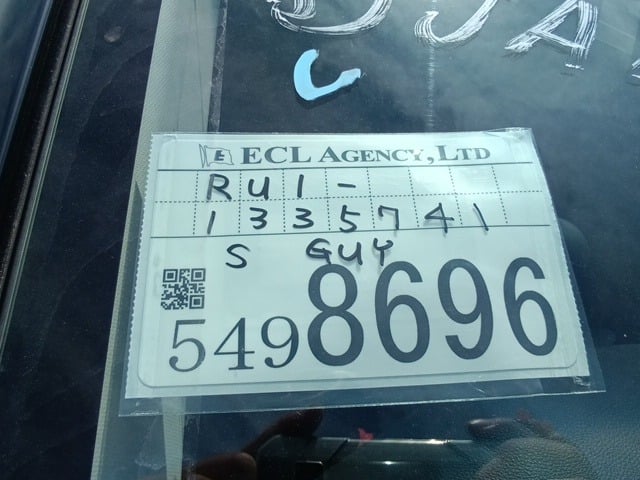 E ECL AGENCY, LTD
RU1-
1335741
S GUY
5498696